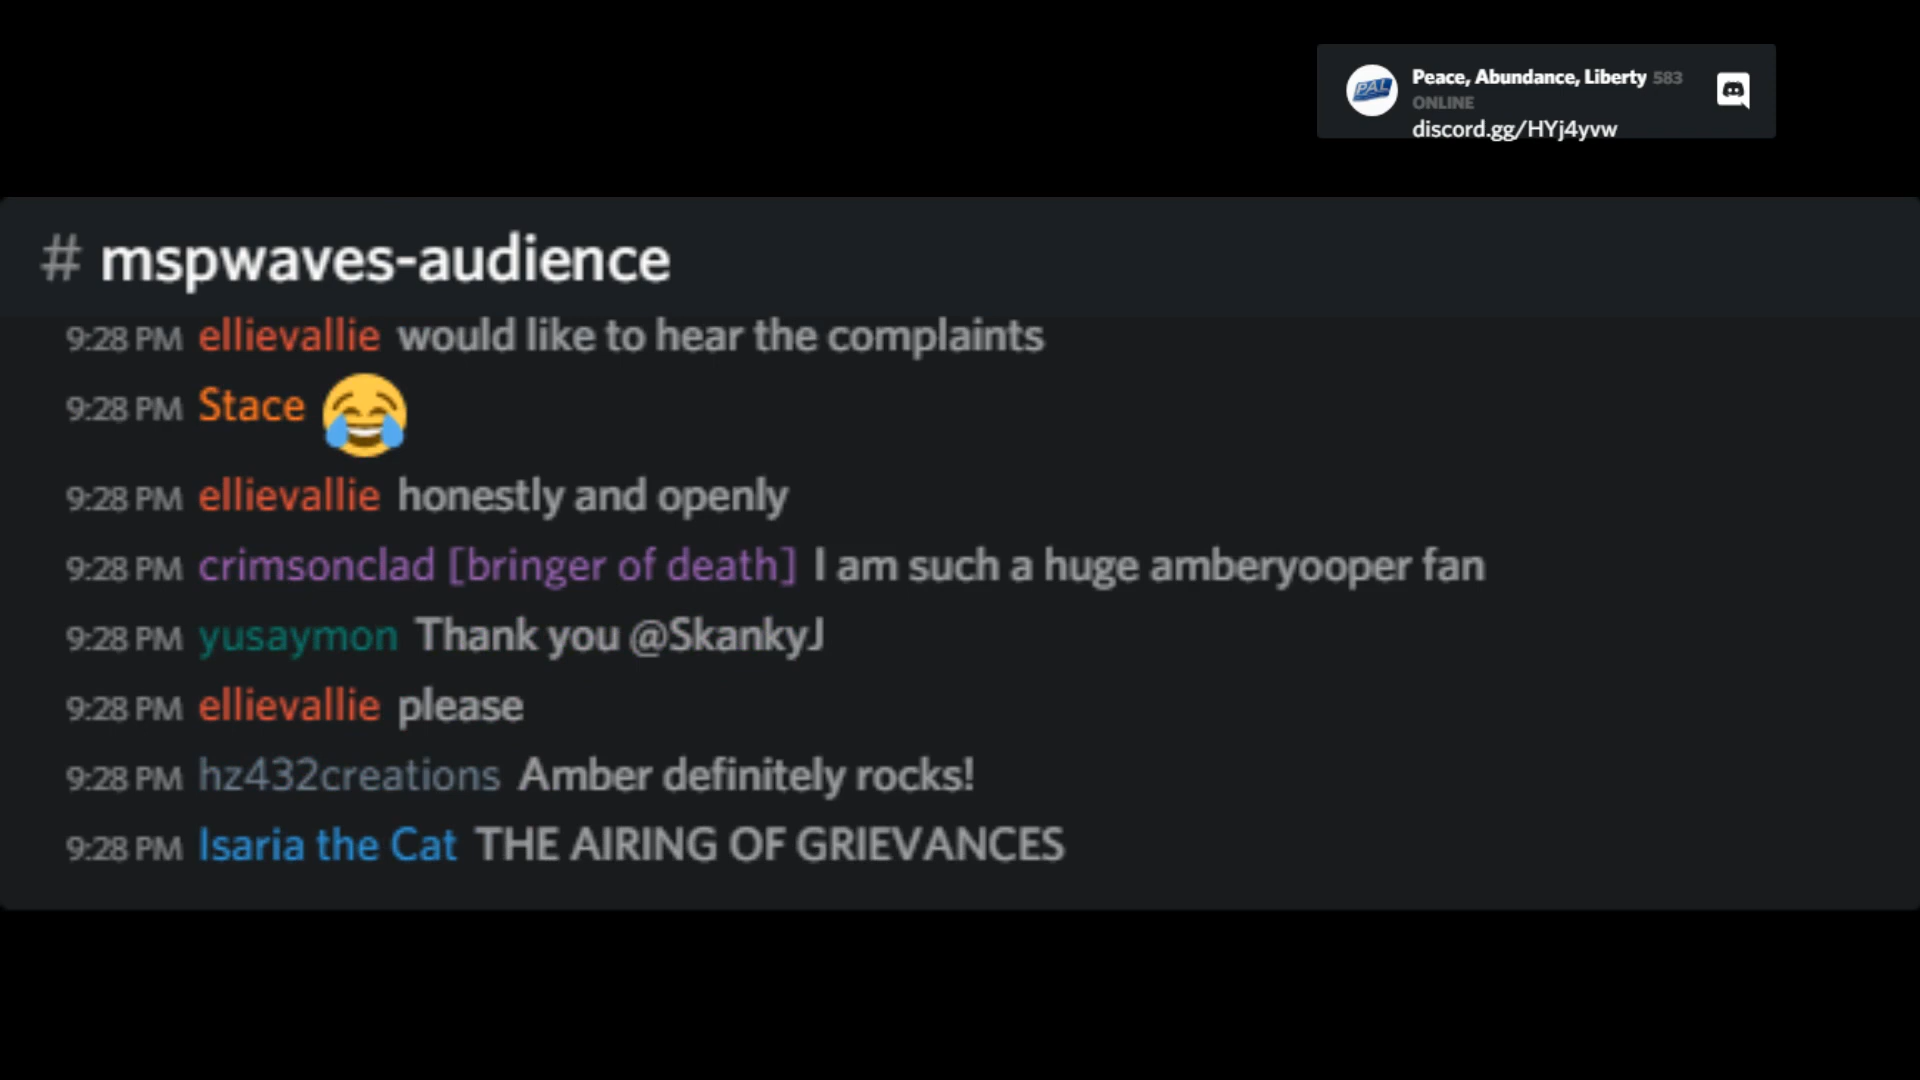 PAL
Peace, Abundance, Liberty 583
ONLINE
discord.gg/HYj4yvw
# mspwaves-audience
9:28 PM ellievallie would like to hear the complaints
9:28 PM Stace 😂
9:28 PM ellievallie honestly and openly
9:28 PM crimsonclad [bringer of death] I am such a huge amberyooper fan
9:28 PM yusaymon Thank you @SkankyJ
9:28 PM ellievallie please
9:28 PM hz432creations Amber definitely rocks!
9:28 PM Isaria the Cat THE AIRING OF GRIEVANCES